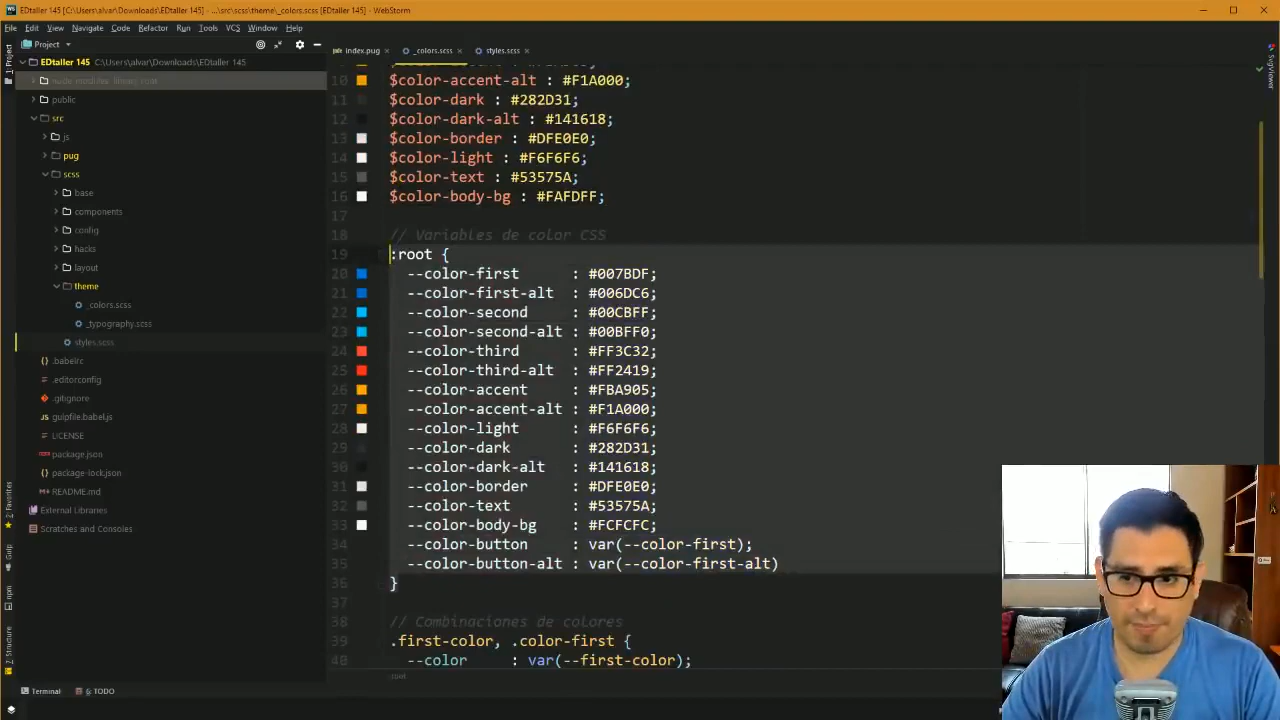 EDtaller 145 [C:\Users\alvar\Downloads\EDtaller 145] - ...\src\scss\theme\_colors.scss [EDtaller 145] - WebStorm
File Edit View Navigate Code Refactor Run Tools VCS Window Help
Project
index.pug
_colors.scss
styles.scss
1: Project
EDtaller 145 C:\Users\alvar\Downloads\EDtaller 145
public
src
js
pug
scss
base
components
config
hacks
layout
theme
_colors.scss
_typography.scss
styles.scss
.babelrc
.editorconfig
.gitignore
gulpfile.babel.js
LICENSE
package.json
package-lock.json
README.md
External Libraries
Scratches and Consoles
10 $color-accent-alt : #F1A000;
11 $color-dark : #282D31;
12 $color-dark-alt : #141618;
13 $color-border : #DFE0E0;
14 $color-light : #F6F6F6;
15 $color-text : #53575A;
16 $color-body-bg : #FAFDFF;
17
18 // Variables de color CSS
19 :root {
20 --color-first : #007BDF;
21 --color-first-alt : #006DC6;
22 --color-second : #00CBFF;
23 --color-second-alt : #00BFF0;
24 --color-third : #FF3C32;
25 --color-third-alt : #FF2419;
26 --color-accent : #FBA905;
27 --color-accent-alt : #F1A000;
28 --color-light : #F6F6F6;
29 --color-dark : #282D31;
30 --color-dark-alt : #141618;
31 --color-border : #DFE0E0;
32 --color-text : #53575A;
33 --color-body-bg : #FCFCFC;
34 --color-button : var(--color-first);
35 --color-button-alt : var(--color-first-alt)
36 }
37
38 // Combinaciones de colores
39 .first-color, .color-first {
40 --color : var(--first-color);
:root
SvgViewer
2: Favorites
Gulp
npm
Z: Structure
Terminal
6: TODO